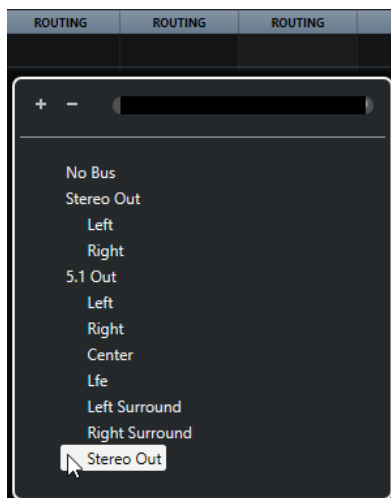 ROUTING ROUTING ROUTING
+ −
No Bus
Stereo Out
Left
Right
5.1 Out
Left
Right
Center
Lfe
Left Surround
Right Surround
Stereo Out